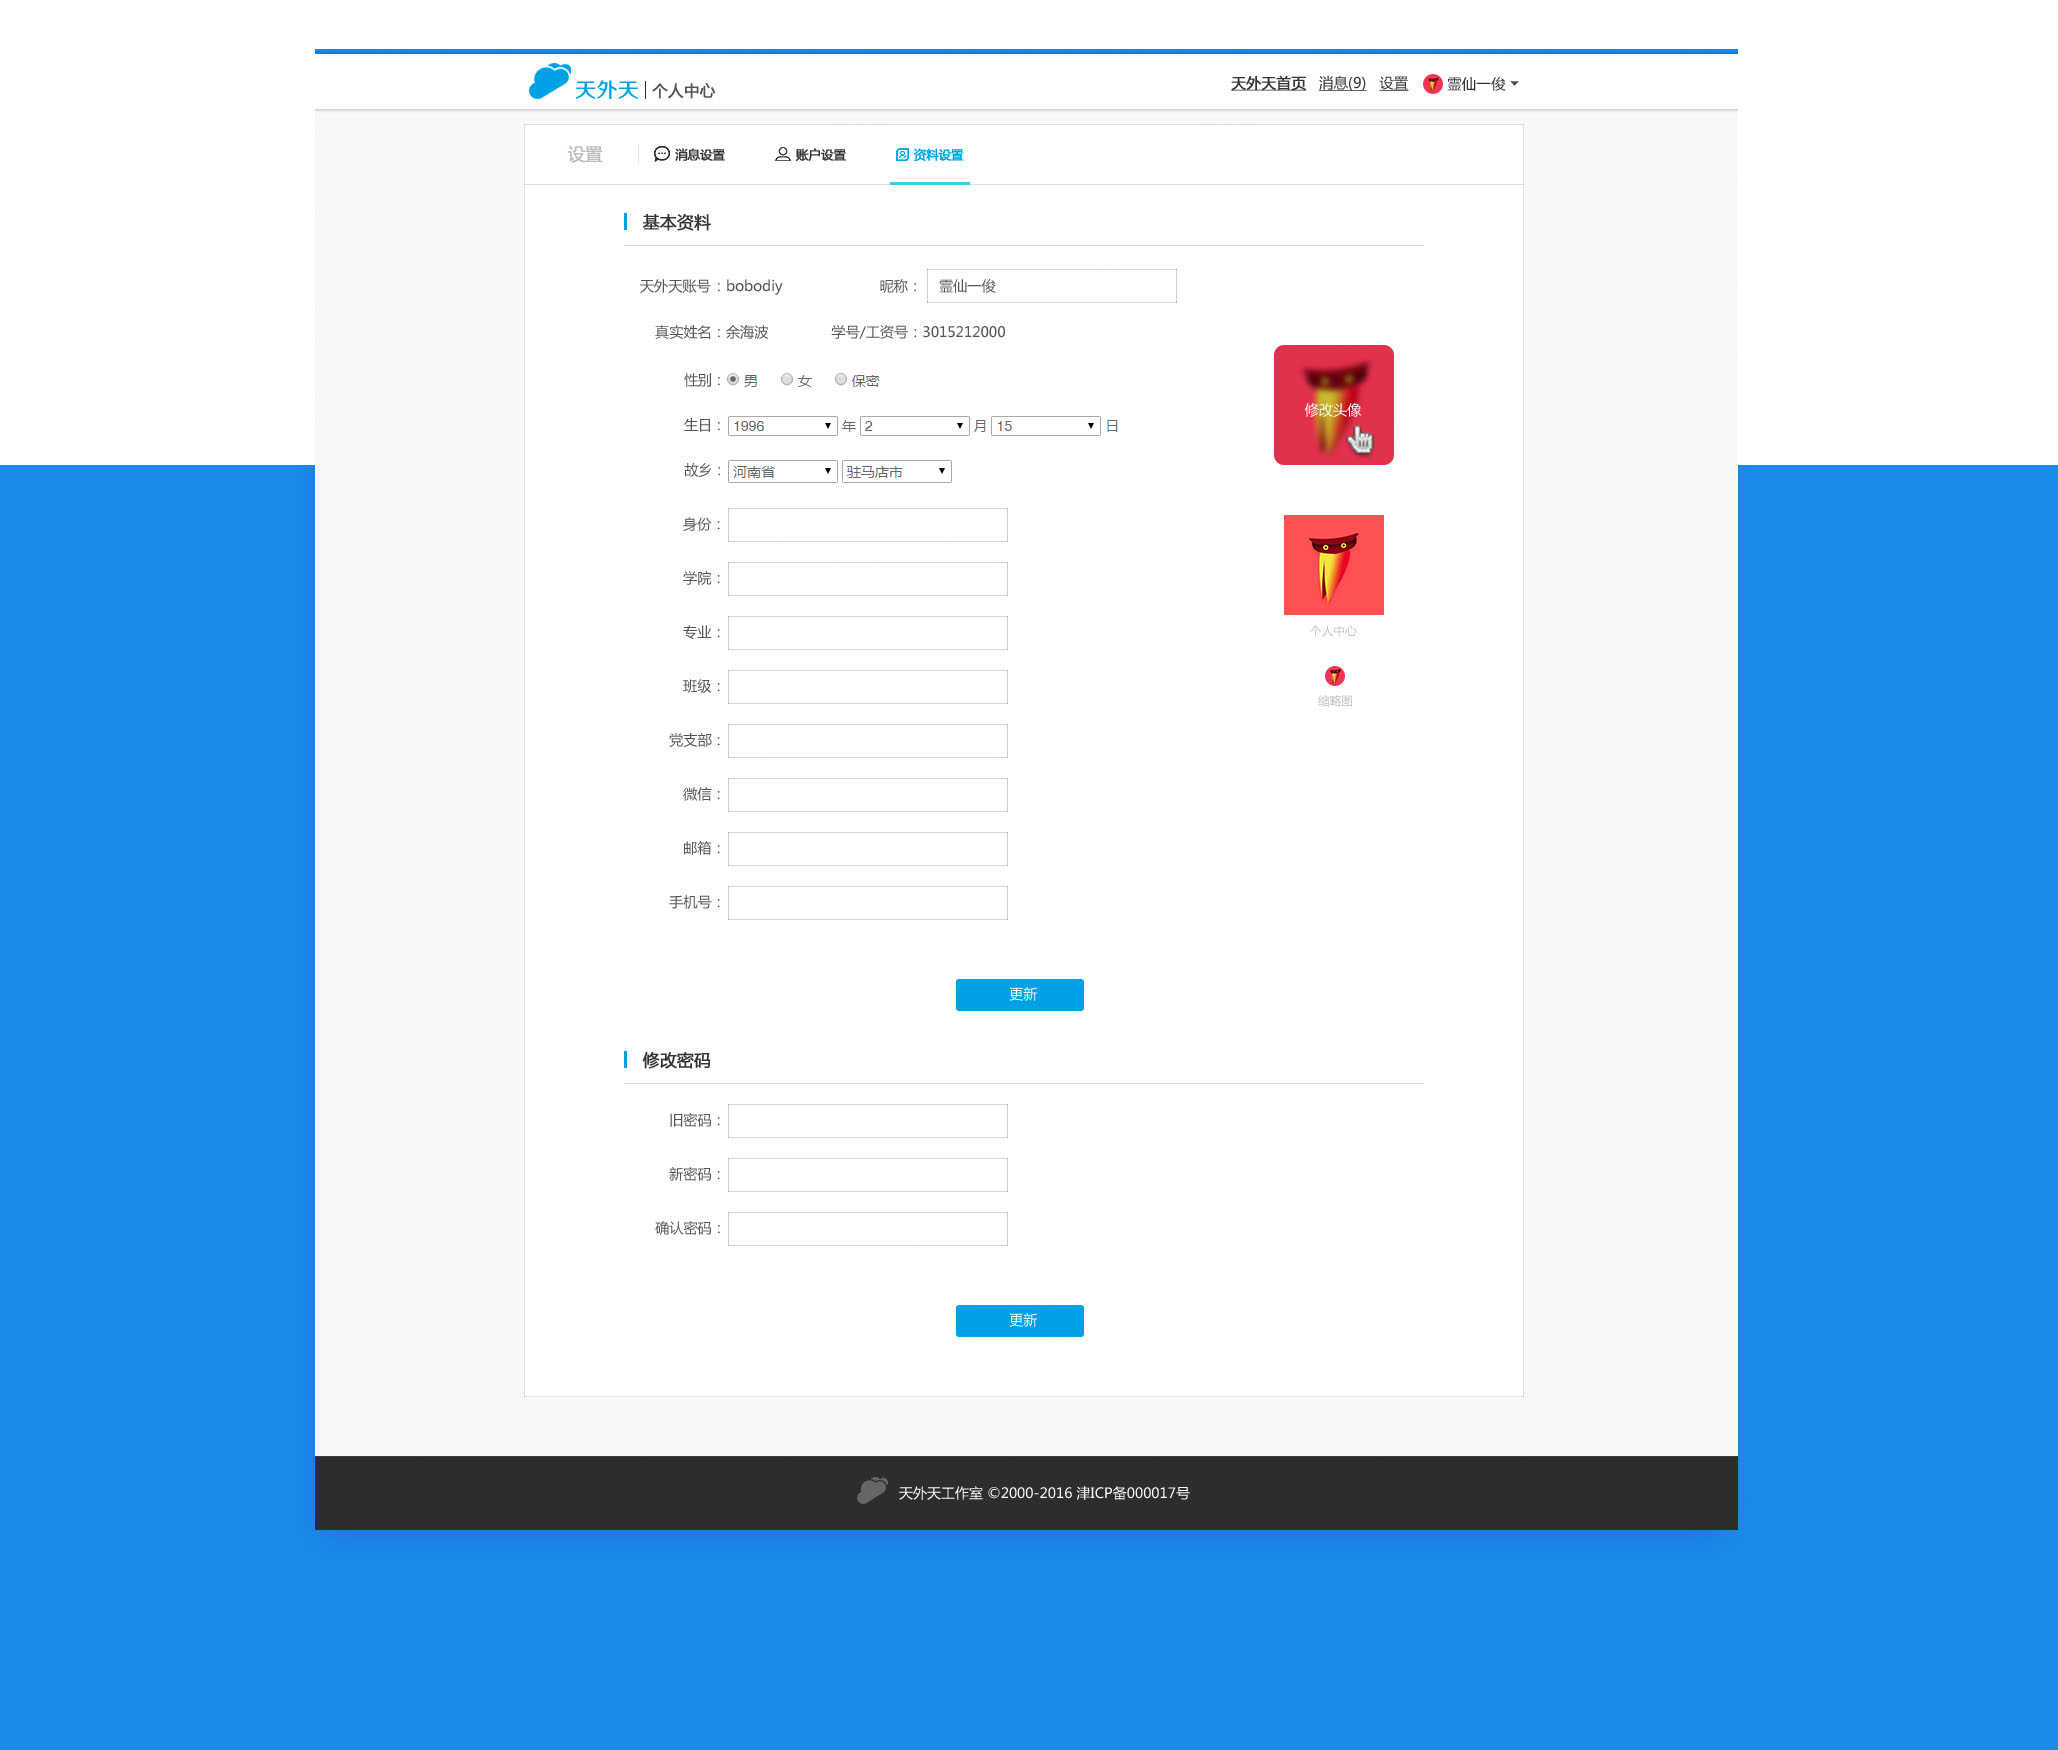 天外天 | 个人中心
天外天首页 消息(9) 设置 霊仙一俊
设置 消息设置 账户设置 资料设置
基本资料
天外天账号：bobodiy 昵称： 霊仙一俊
真实姓名：余海波 学号/工资号：3015212000
性别： 男 女 保密
修改头像
生日： 1996 年 2 月 15 日
故乡： 河南省 驻马店市
身份：
学院：
专业：
个人中心
班级：
缩略图
党支部：
微信：
邮箱：
手机号：
更新
修改密码
旧密码：
新密码：
确认密码：
更新
天外天工作室 ©2000-2016 津ICP备000017号